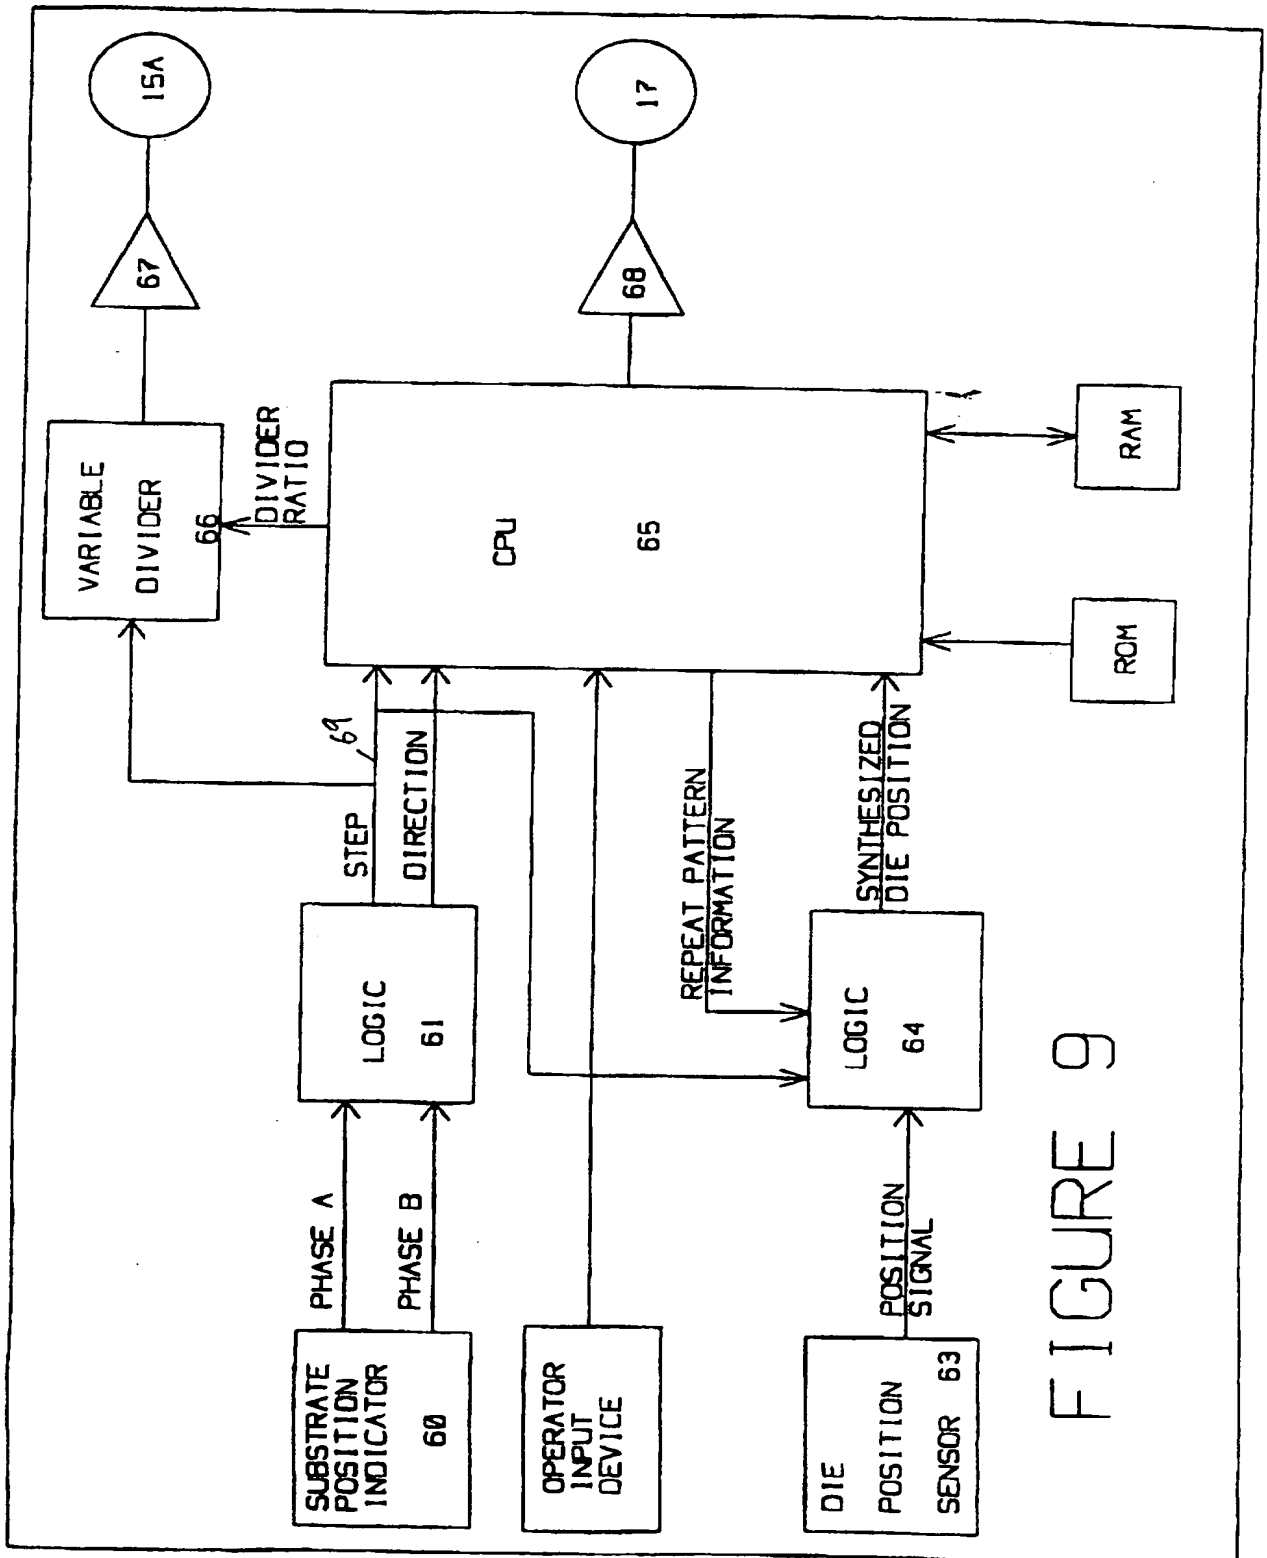 SUBSTRATE
POSITION
INDICATOR
60
PHASE A
PHASE B
LOGIC
61
STEP
69
DIRECTION
VARIABLE
DIVIDER
66
67
15A
DIVIDER
RATIO
OPERATOR
INPUT
DEVICE
CPU
65
68
17
REPEAT PATTERN
INFORMATION
DIE
POSITION
SENSOR 63
POSITION
SIGNAL
LOGIC
64
SYNTHESIZED
DIE POSITION
ROM
RAM
FIGURE 9